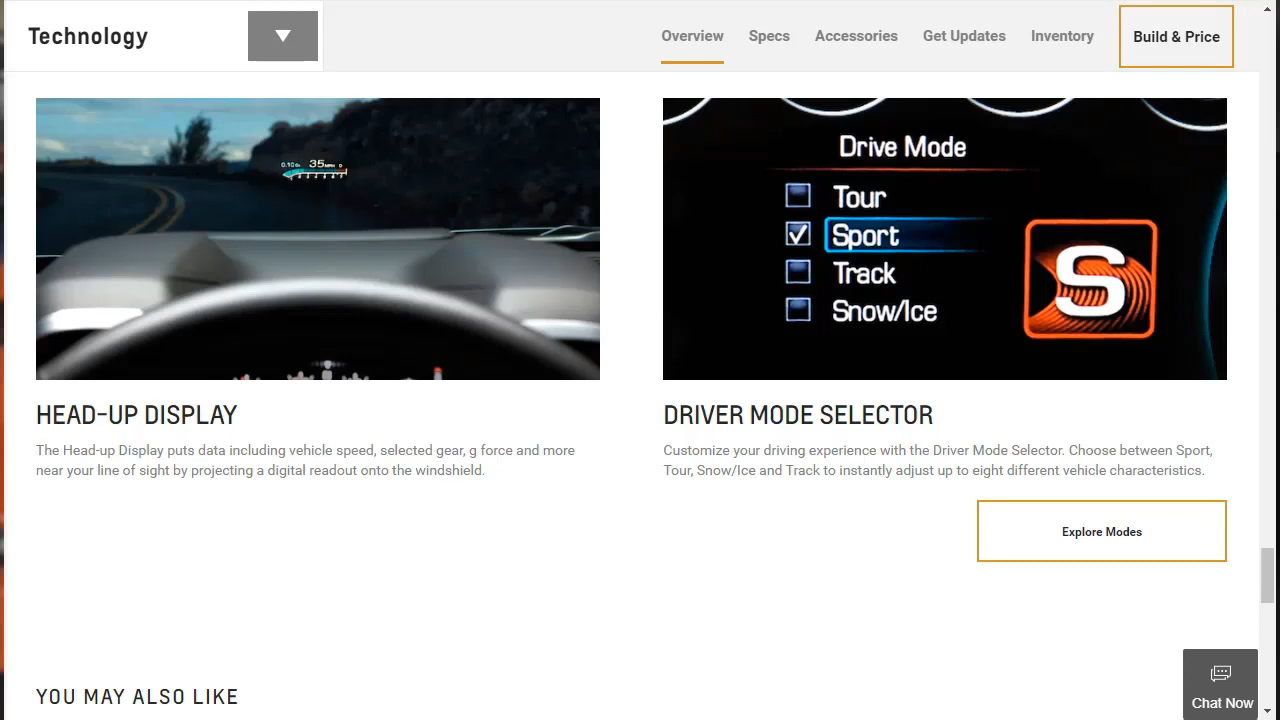 Technology
Overview
Specs
Accessories
Get Updates
Inventory
Build & Price
35 MPH
Drive Mode
Tour
Sport
Track
Snow/Ice
S
HEAD-UP DISPLAY
The Head-up Display puts data including vehicle speed, selected gear, g force and more
near your line of sight by projecting a digital readout onto the windshield.
DRIVER MODE SELECTOR
Customize your driving experience with the Driver Mode Selector. Choose between Sport,
Tour, Snow/Ice and Track to instantly adjust up to eight different vehicle characteristics.
Explore Modes
YOU MAY ALSO LIKE
Chat Now